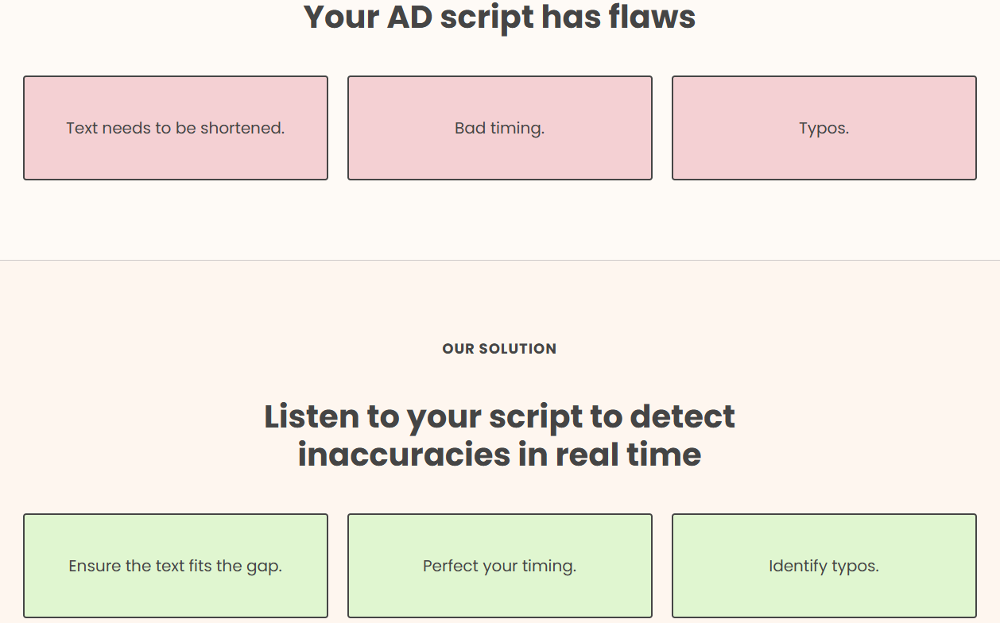 Your AD script has flaws
Text needs to be shortened.
Bad timing.
Typos.
OUR SOLUTION
Listen to your script to detect
inaccuracies in real time
Ensure the text fits the gap.
Perfect your timing.
Identify typos.